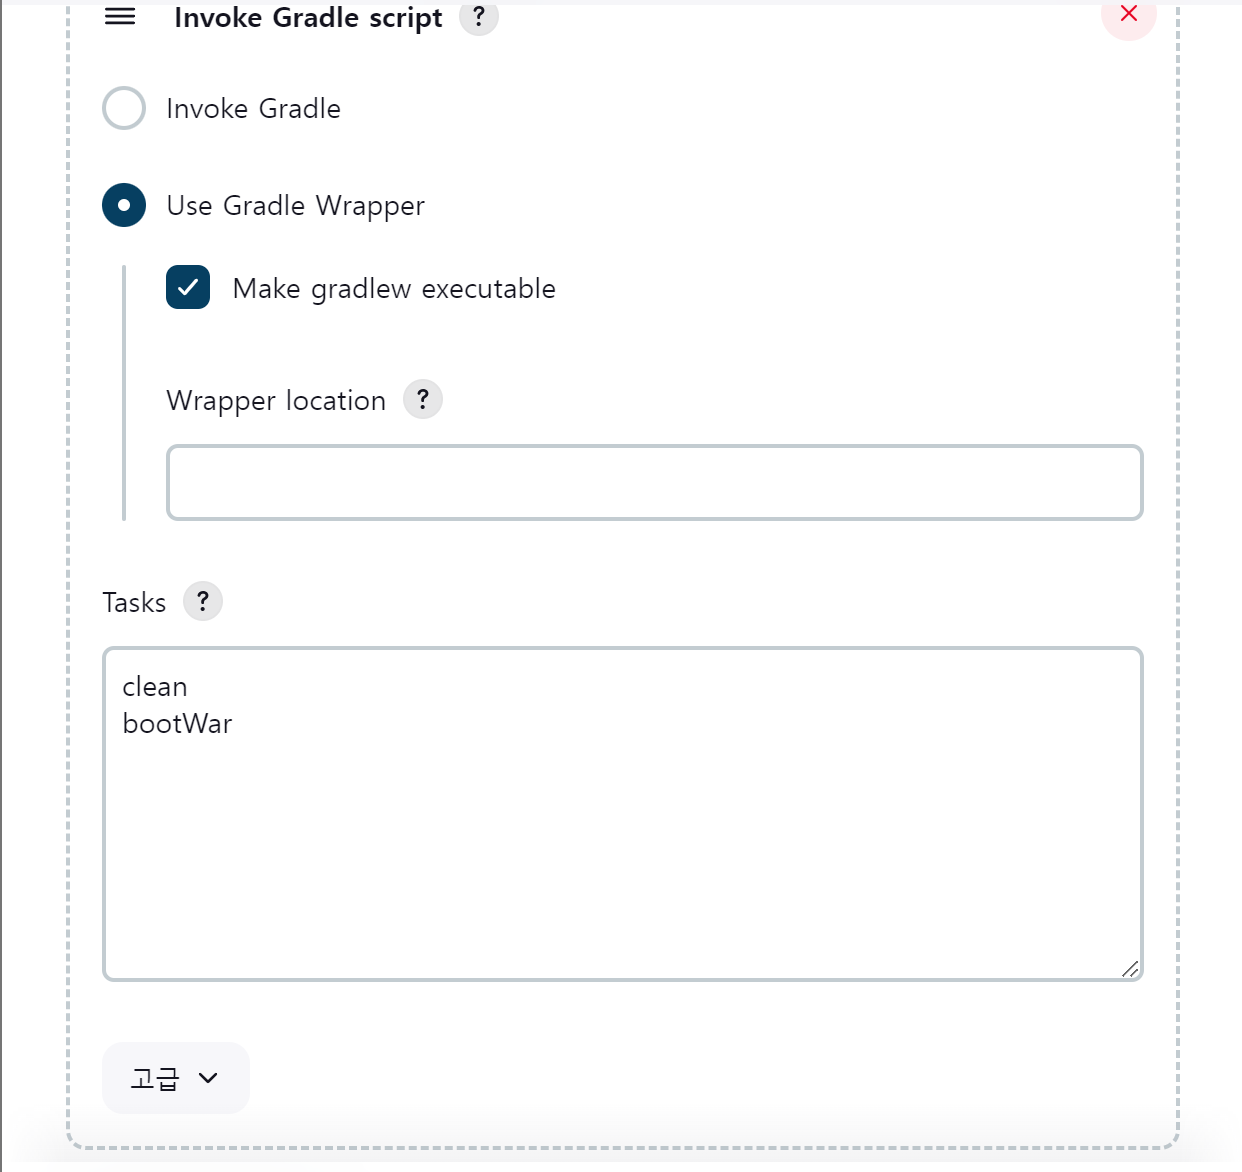 Invoke Gradle script ?
Invoke Gradle
Use Gradle Wrapper
Make gradlew executable
Wrapper location ?
Tasks ?
clean
bootWar
고급